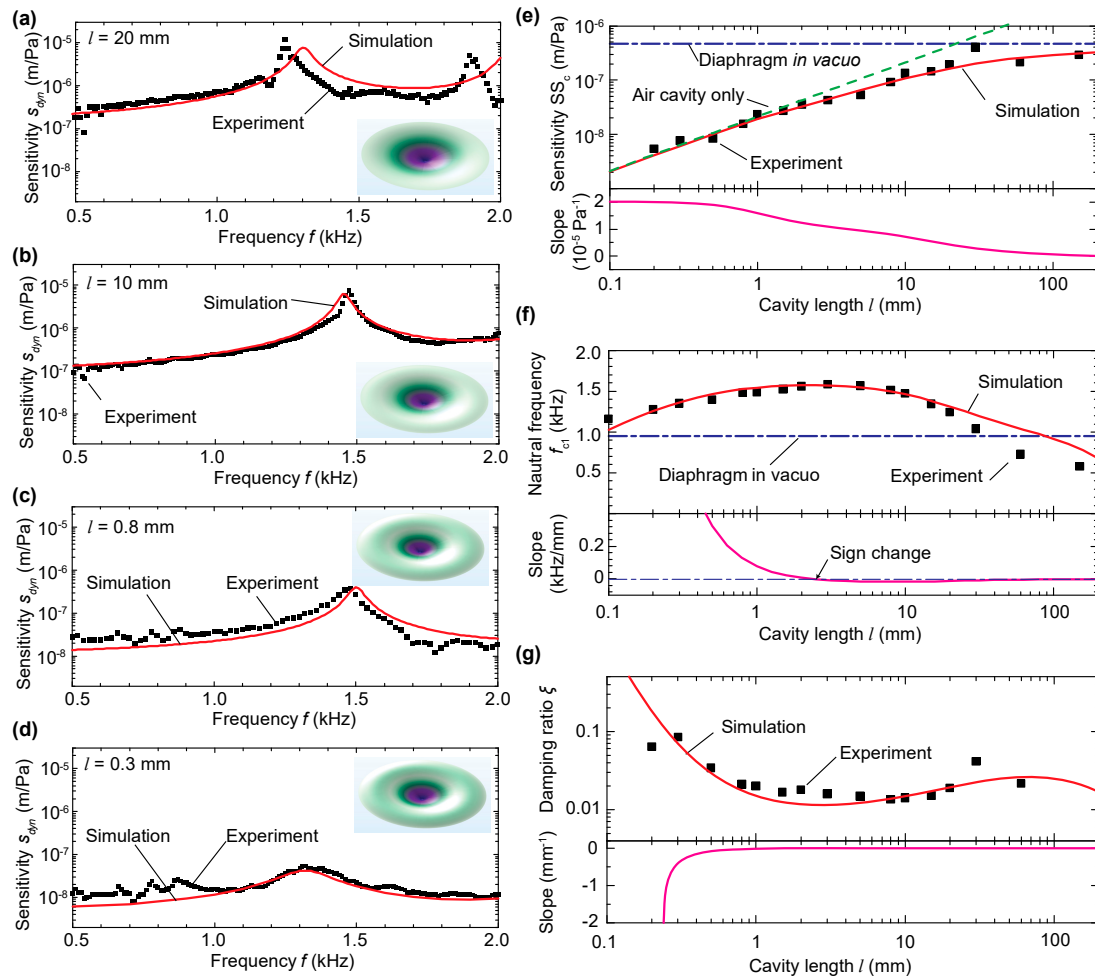 (a)
l = 20 mm
Simulation
Experiment
10⁻⁵
10⁻⁶
10⁻⁷
10⁻⁸
Sensitivity s_dyn (m/Pa)
0.5 1.0 1.5 2.0
Frequency f (kHz)
(b)
l = 10 mm
Simulation
Experiment
10⁻⁵
10⁻⁶
10⁻⁷
10⁻⁸
Sensitivity s_dyn (m/Pa)
0.5 1.0 1.5 2.0
Frequency f (kHz)
(c)
l = 0.8 mm
Simulation
Experiment
10⁻⁵
10⁻⁶
10⁻⁷
10⁻⁸
Sensitivity s_dyn (m/Pa)
0.5 1.0 1.5 2.0
Frequency f (kHz)
(d)
l = 0.3 mm
Simulation
Experiment
10⁻⁵
10⁻⁶
10⁻⁷
10⁻⁸
Sensitivity s_dyn (m/Pa)
0.5 1.0 1.5 2.0
Frequency f (kHz)
(e)
10⁻⁶
10⁻⁷
10⁻⁸
Sensitivity SS_c (m/Pa)
Diaphragm in vacuo
Air cavity only
Simulation
Experiment
2
1
0
Slope
(10⁻⁵ Pa⁻¹)
0.1 1 10 100
Cavity length l (mm)
(f)
2.0
1.5
1.0
0.5
Nautral frequency
f_c1 (kHz)
Simulation
Diaphragm in vacuo
Experiment
0.2
0
Slope
(kHz/mm)
Sign change
0.1 1 10 100
Cavity length l (mm)
(g)
0.1
0.01
Damping ratio ξ
Simulation
Experiment
0
-1
-2
Slope (mm⁻¹)
0.1 1 10 100
Cavity length l (mm)